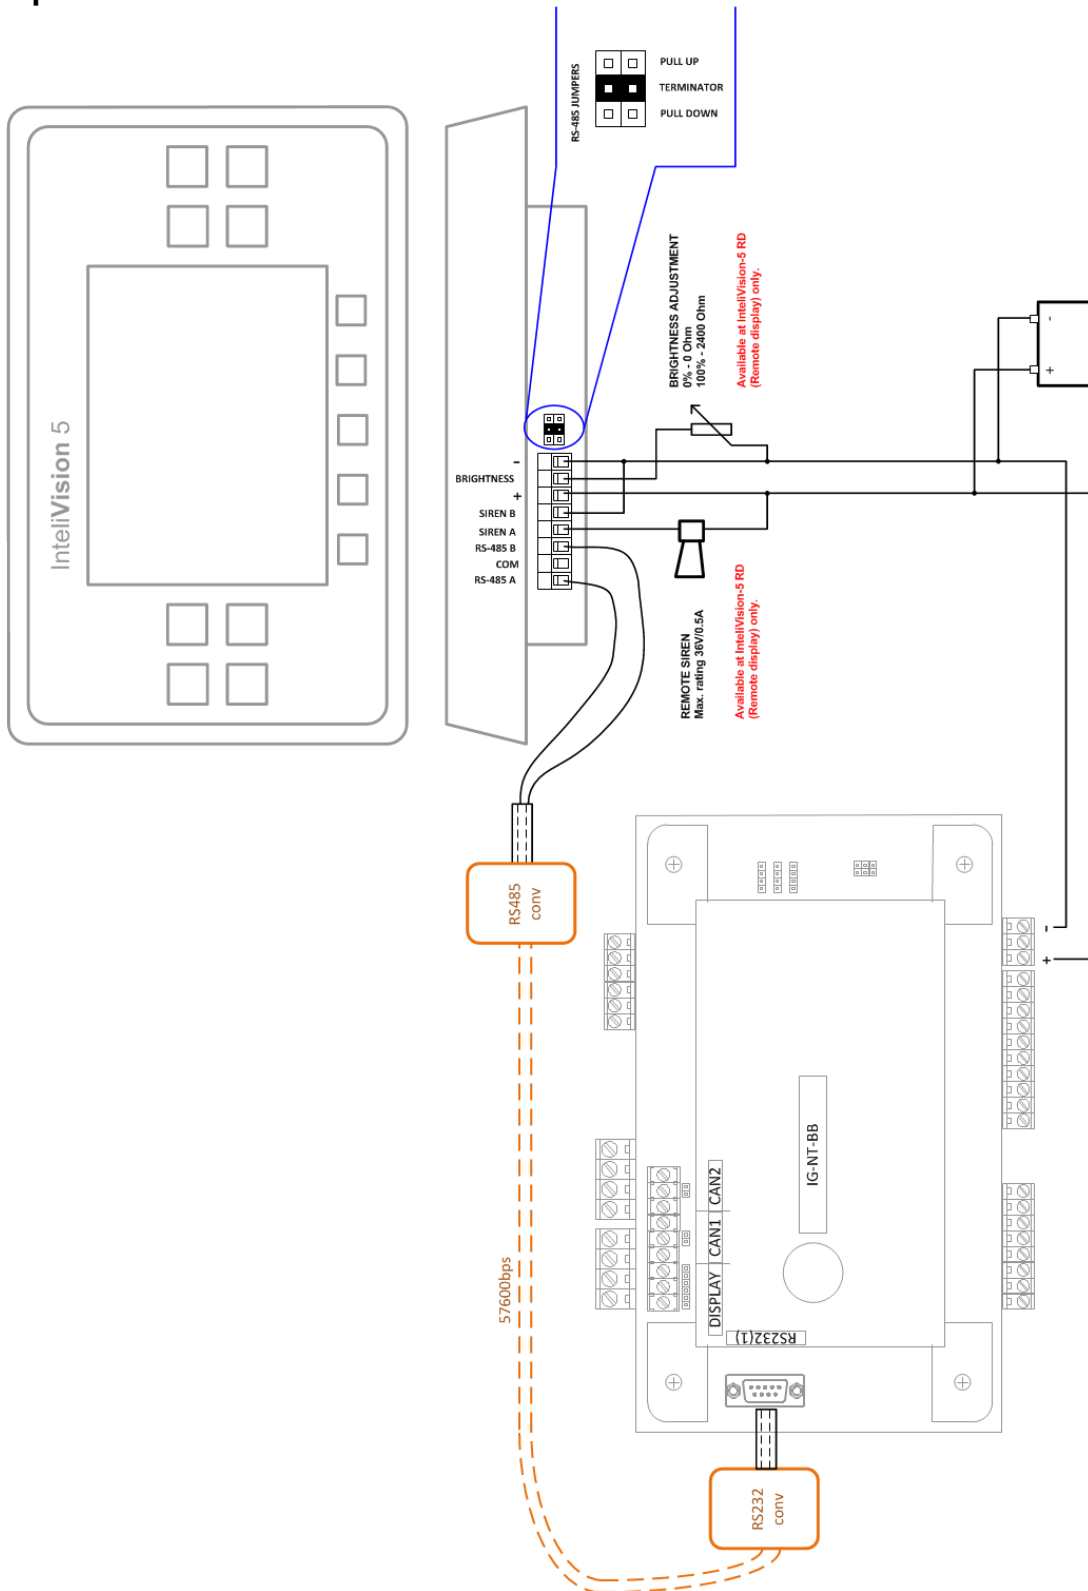 RS-485 JUMPERS
PULL UP
TERMINATOR
PULL DOWN
InteliVision 5
BRIGHTNESS ADJUSTMENT
0% - 0 Ohm
100% - 2400 Ohm
Available at InteliVision-5 RD
(Remote display) only.
-
+
-
BRIGHTNESS
+
SIREN B
SIREN A
RS-485 B
COM
RS-485 A
REMOTE SIREN
Max. rating 36V/0.5A
Available at InteliVision-5 RD
(Remote display) only.
RS485
conv
-
+
57600bps
IG-NT-BB
DISPLAY
CAN1
CAN2
RS232(1)
RS232
conv